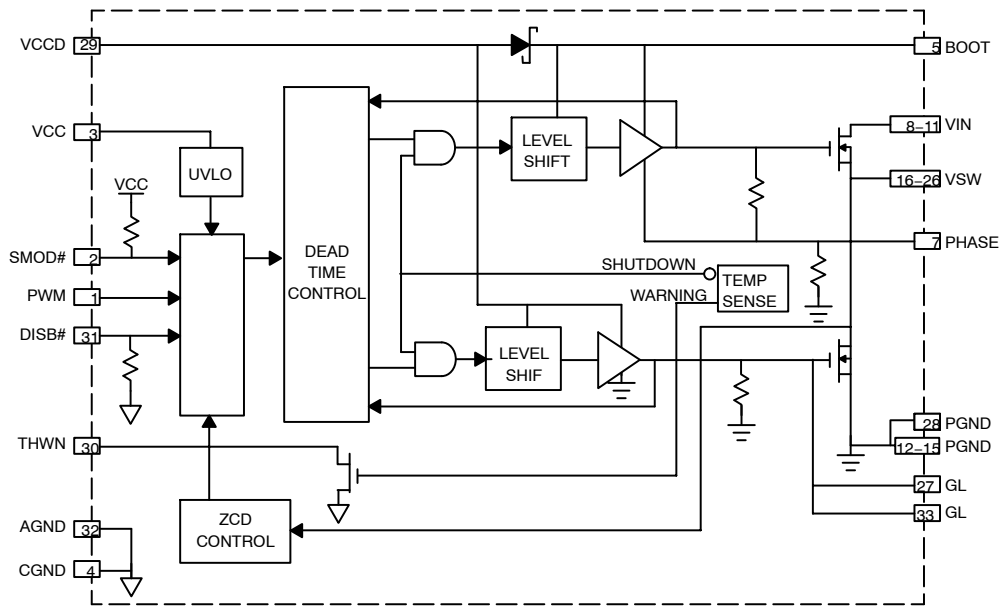 VCCD 29
5 BOOT
VCC 3
8−11 VIN
UVLO
LEVEL
SHIFT
VCC
16−26 VSW
SMOD# 2
DEAD
TIME
CONTROL
7 PHASE
SHUTDOWN
TEMP
SENSE
WARNING
PWM 1
DISB# 31
LEVEL
SHIF
THWN 30
28 PGND
12−15 PGND
27 GL
33 GL
ZCD
CONTROL
AGND 32
CGND 4